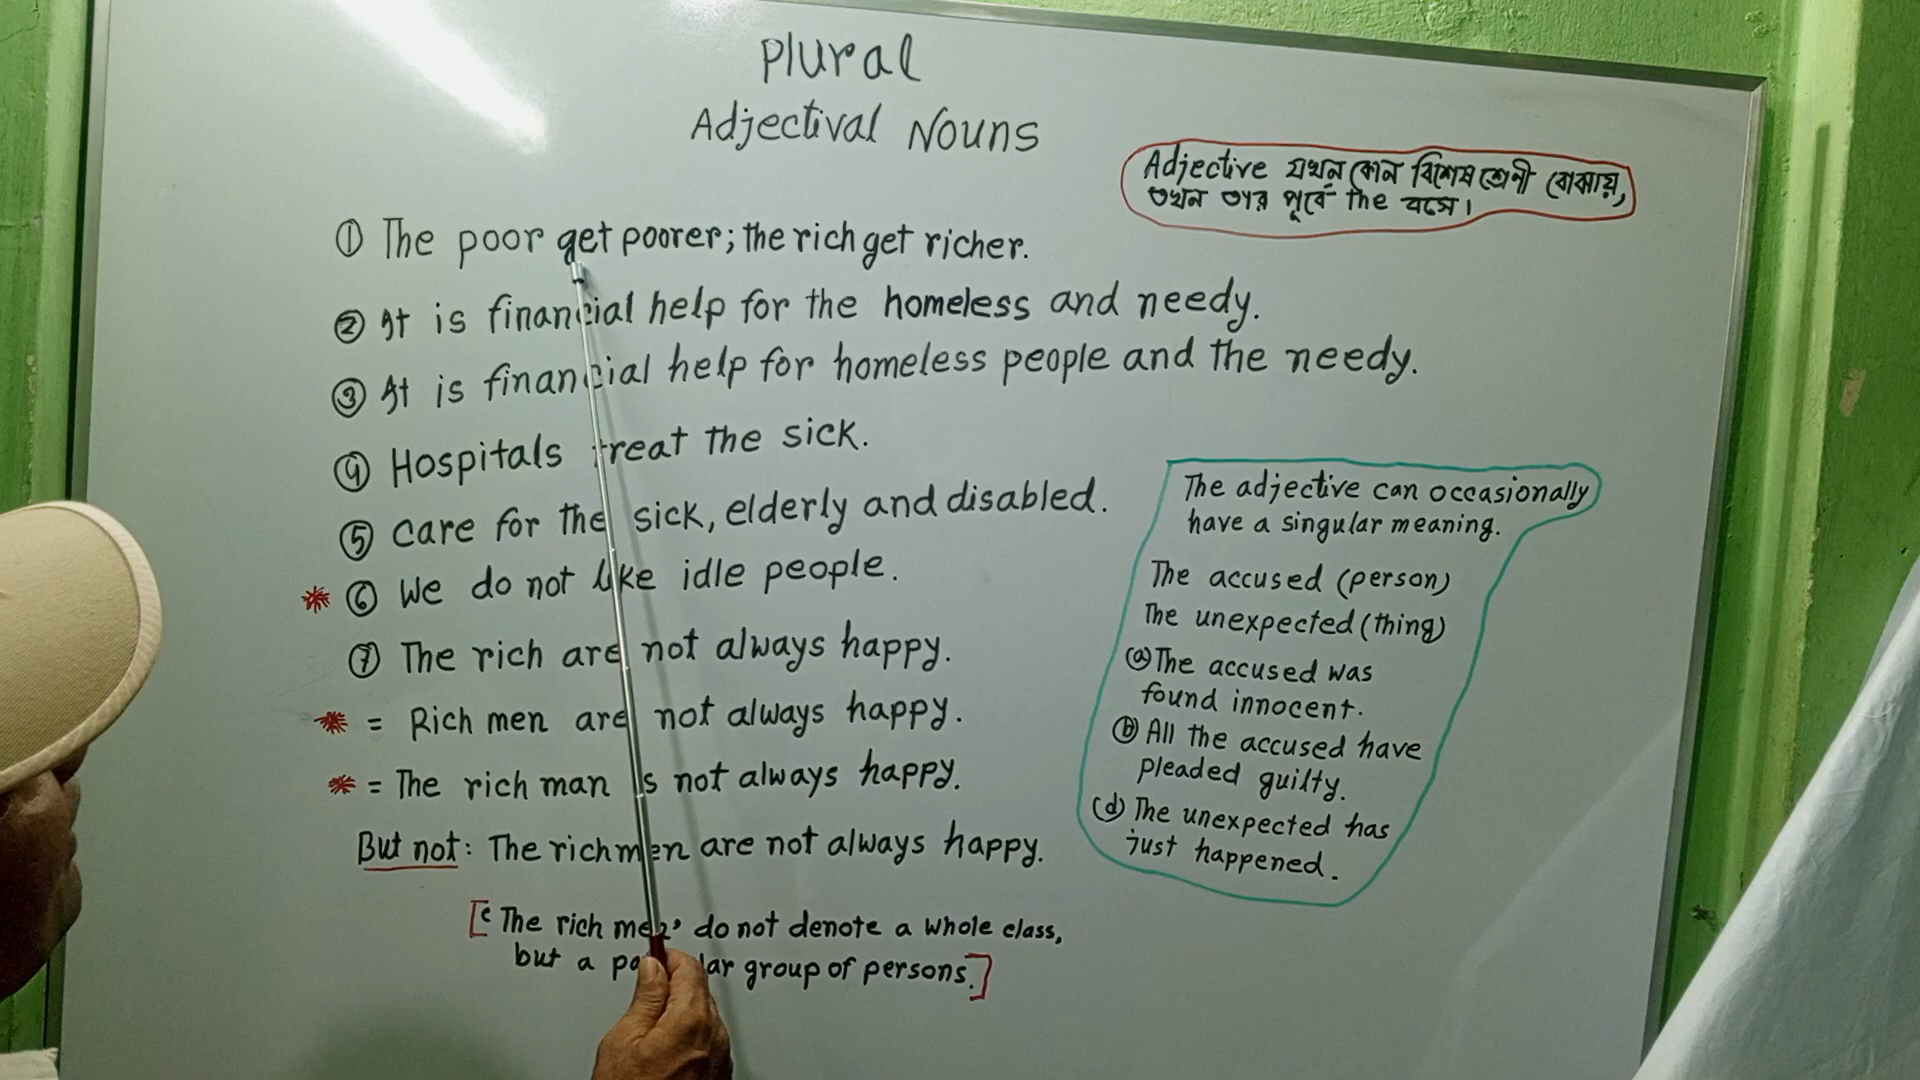 Plural
Adjectival Nouns
Adjective যখন কোন বিশেষ শ্রেণী বোঝায়,
তখন তার পূর্বে the বসে।
① The poor get poorer; the rich get richer.
② It is financial help for the homeless and needy.
③ It is financial help for homeless people and the needy.
④ Hospitals treat the sick.
⑤ Care for the sick, elderly and disabled.
* ⑥ We do not like idle people.
⑦ The rich are not always happy.
* = Rich men are not always happy.
* = The rich man is not always happy.
But not: The rich men are not always happy.
[‘The rich men’ do not denote a whole class,
but a particular group of persons.]
The adjective can occasionally
have a singular meaning.
The accused (person)
The unexpected (thing)
(a) The accused was
found innocent.
(b) All the accused have
pleaded guilty.
(d) The unexpected has
just happened.